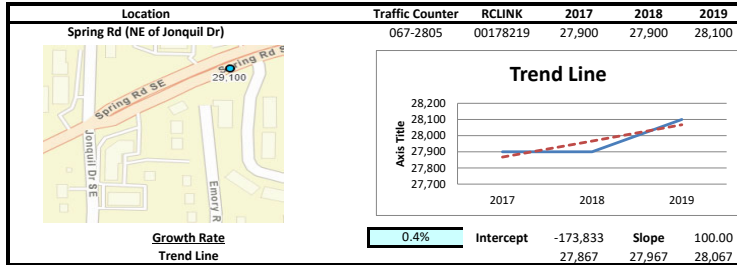 Location Traffic Counter RCLINK 2017 2018 2019
Spring Rd (NE of Jonquil Dr) 067-2805 00178219 27,900 27,900 28,100
Spring Rd SE
Spring Rd S
29,100
Jonquil Dr SE
Emory R
Trend Line
Axis Title
28,200
28,100
28,000
27,900
27,800
27,700
2017 2018 2019
Growth Rate 0.4% Intercept -173,833 Slope 100.00
Trend Line 27,867 27,967 28,067